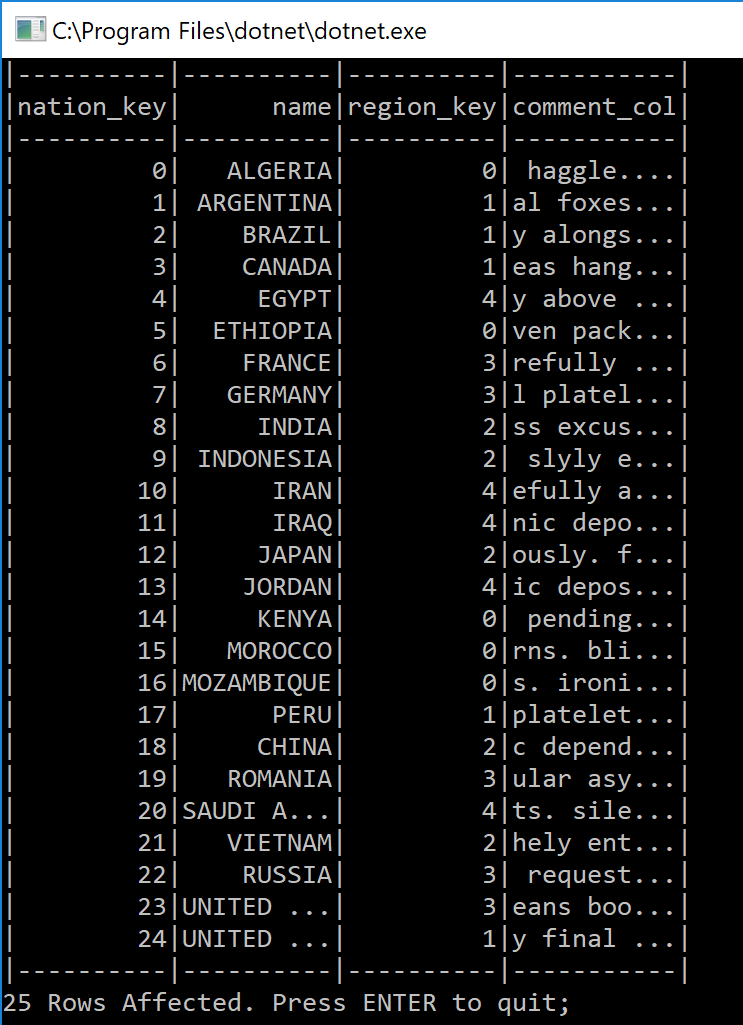 C:\Program Files\dotnet\dotnet.exe
|----------|----------|----------|-----------|
|nation_key|      name|region_key|comment_col|
|----------|----------|----------|-----------|
|         0|   ALGERIA|         0| haggle....|
|         1| ARGENTINA|         1|al foxes...|
|         2|    BRAZIL|         1|y alongs...|
|         3|    CANADA|         1|eas hang...|
|         4|     EGYPT|         4|y above ...|
|         5|  ETHIOPIA|         0|ven pack...|
|         6|    FRANCE|         3|refully ...|
|         7|   GERMANY|         3|l platel...|
|         8|     INDIA|         2|ss excus...|
|         9| INDONESIA|         2| slyly e...|
|        10|      IRAN|         4|efully a...|
|        11|      IRAQ|         4|nic depo...|
|        12|     JAPAN|         2|ously. f...|
|        13|    JORDAN|         4|ic depos...|
|        14|     KENYA|         0| pending...|
|        15|   MOROCCO|         0|rns. bli...|
|        16|MOZAMBIQUE|         0|s. ironi...|
|        17|      PERU|         1|platelet...|
|        18|     CHINA|         2|c depend...|
|        19|   ROMANIA|         3|ular asy...|
|        20|SAUDI A...|         4|ts. sile...|
|        21|   VIETNAM|         2|hely ent...|
|        22|    RUSSIA|         3| request...|
|        23|UNITED ...|         3|eans boo...|
|        24|UNITED ...|         1|y final ...|
|----------|----------|----------|-----------|
25 Rows Affected. Press ENTER to quit;